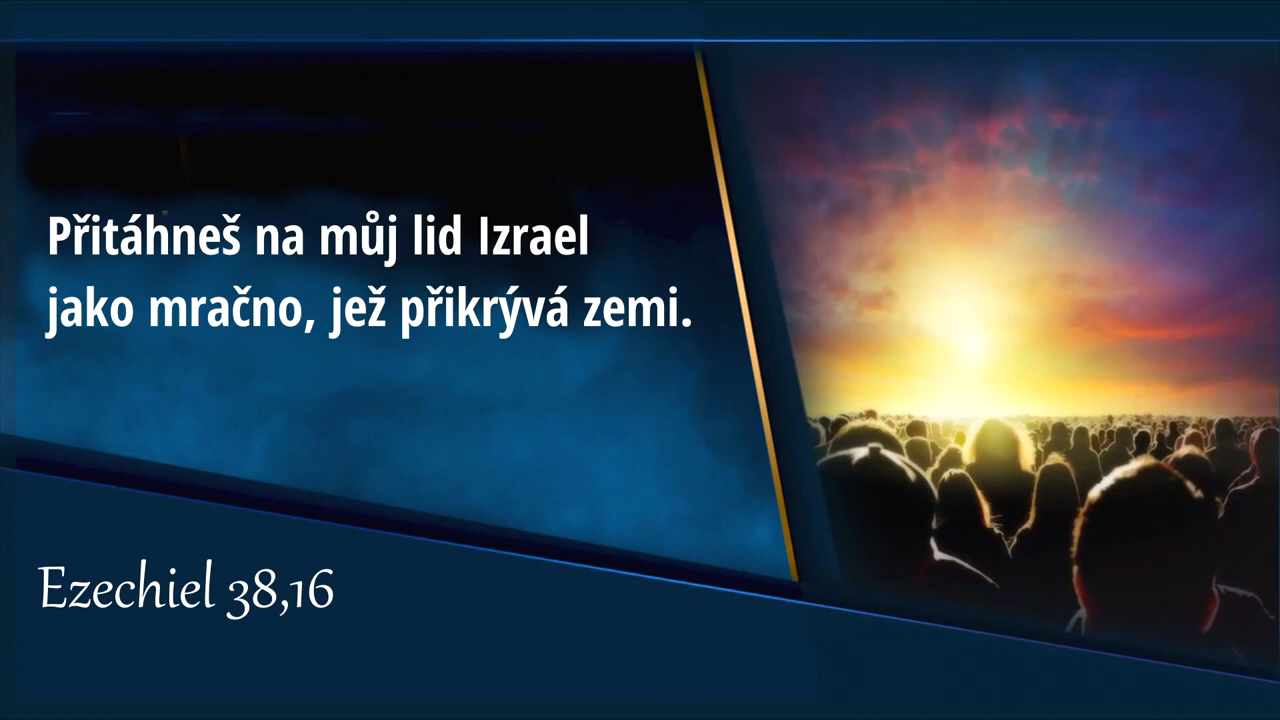 Přitáhneš na můj lid Izrael
jako mračno, jež přikrývá zemi.
Ezechiel 38,16